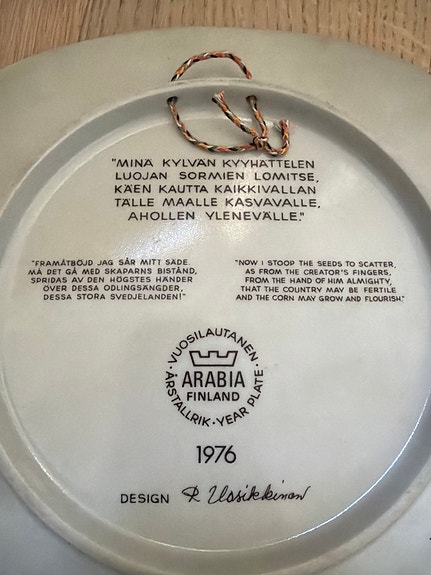 "MINÄ KYLVÄN KYYHÄTTELEN
LUOJAN SORMIEN LOMITSE,
KÄEN KAUTTA KAIKKIVALLAN
TÄLLE MAALLE KASVAVALLE,
AHOLLEN YLENEVÄLLE."
"FRAMÅTBÖJD JAG SÅR MITT SÄDE.
MÅ DET GÅ MED SKAPARNS BISTÅND,
SPRIDAS AV DEN HÖGSTES HÄNDER
ÖVER DESSA ODLINGSÄNGDER,
DESSA STORA SVEDJELANDEN!"
"NOW I STOOP THE SEEDS TO SCATTER,
AS FROM THE CREATOR'S FINGERS,
FROM THE HAND OF HIM ALMIGHTY,
THAT THE COUNTRY MAY BE FERTILE
AND THE CORN MAY GROW AND FLOURISH."
· VUOSILAUTANEN ·
ARABIA
FINLAND
ÅRSTALLRIK · YEAR PLATE
1976
DESIGN R Uosikkinen